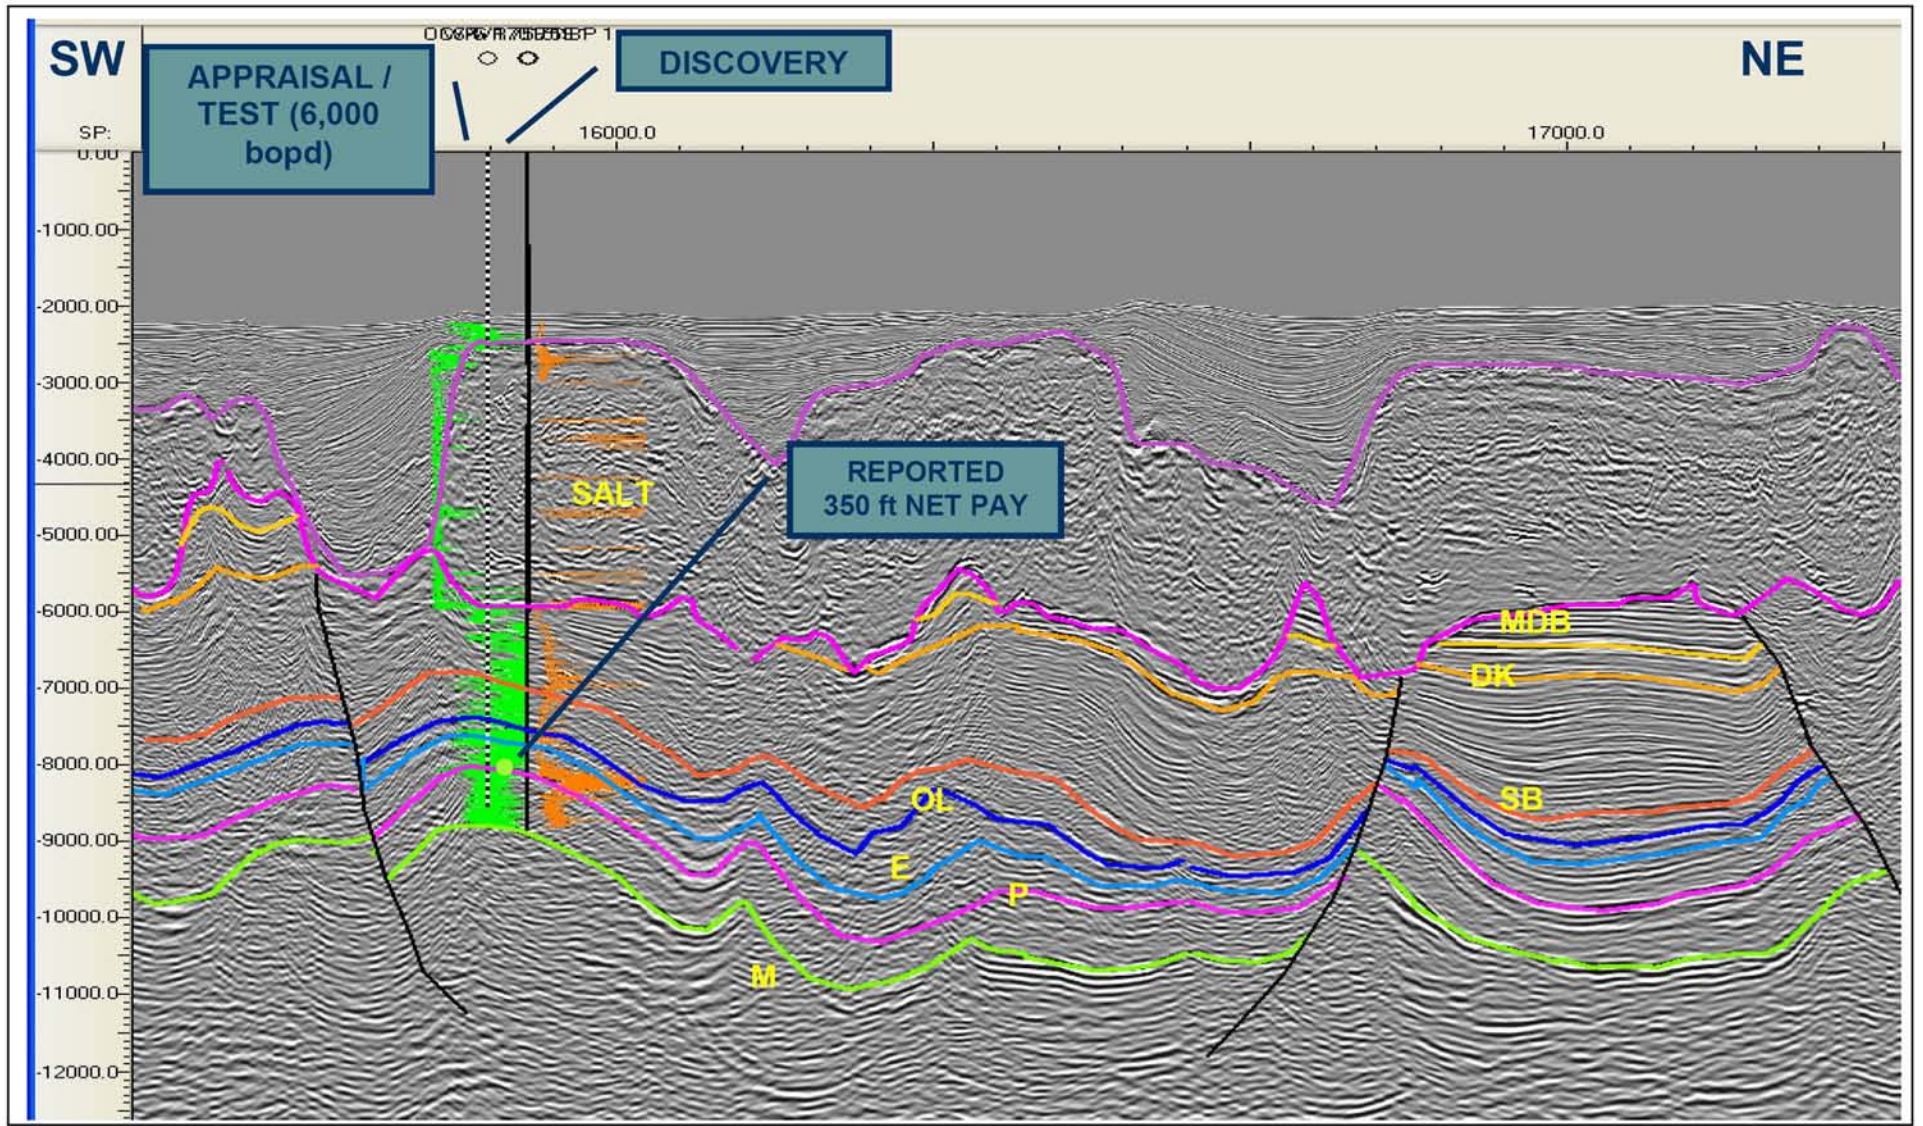 SW
APPRAISAL /
TEST (6,000
bopd)
DISCOVERY
NE
SP:
16000.0
17000.0
0.00
-1000.00
-2000.00
-3000.00
-4000.00
-5000.00
-6000.00
-7000.00
-8000.00
-9000.00
-10000.0
-11000.0
-12000.0
SALT
REPORTED
350 ft NET PAY
MDB
DK
SB
OL
E
P
M